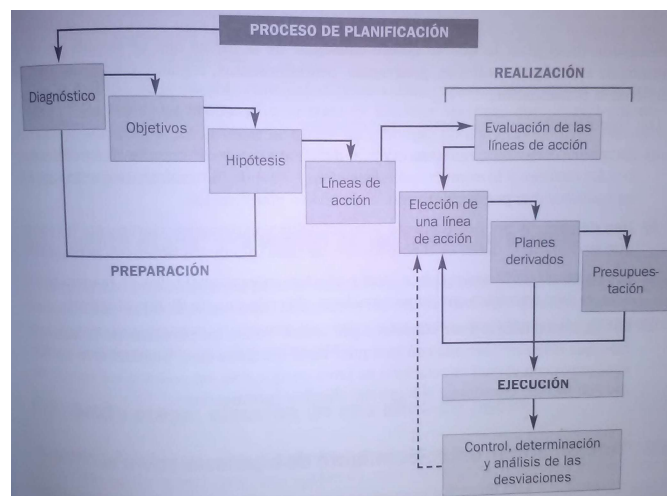 PROCESO DE PLANIFICACIÓN
Diagnóstico
Objetivos
Hipótesis
Líneas de
acción
PREPARACIÓN
REALIZACIÓN
Evaluación de las
líneas de acción
Elección de
una línea
de acción
Planes
derivados
Presupues-
tación
EJECUCIÓN
Control, determinación
y análisis de las
desviaciones